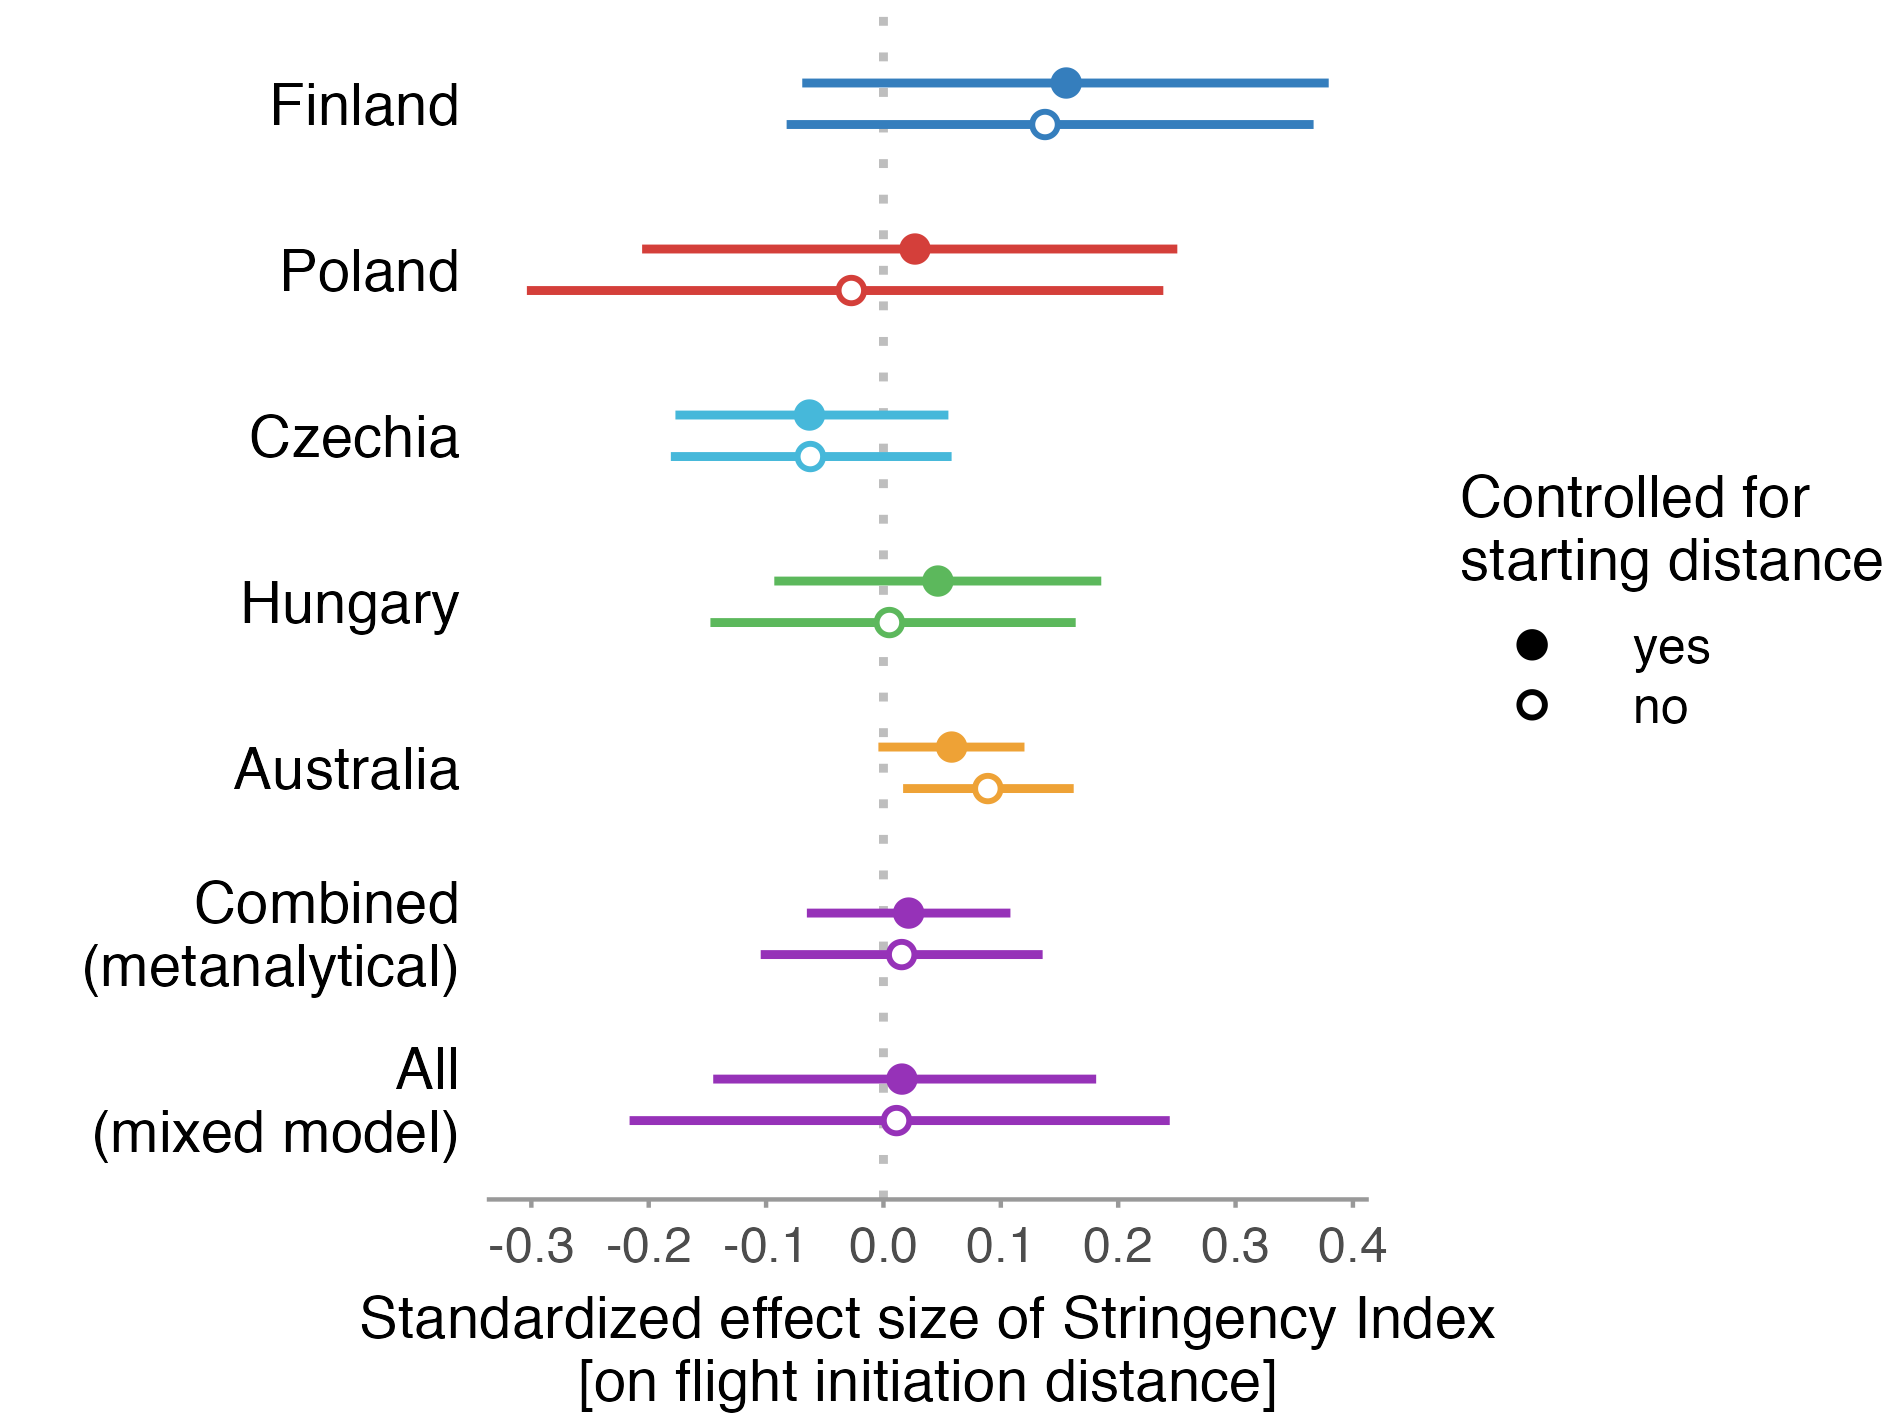 Finland
Poland
Czechia
Hungary
Australia
Combined
(metanalytical)
All
(mixed model)
Controlled for
starting distance
yes
no
-0.3 -0.2 -0.1 0.0 0.1 0.2 0.3 0.4
Standardized effect size of Stringency Index
[on flight initiation distance]